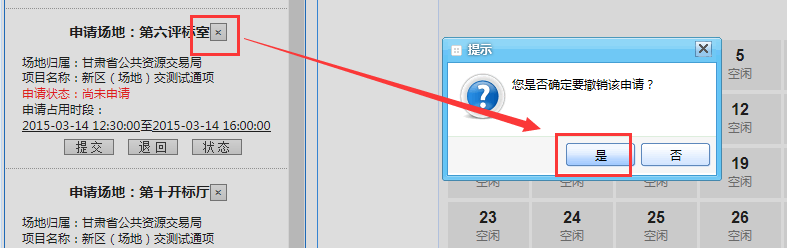 申请场地：第六评标室 ×
场地归属：甘肃省公共资源交易局
项目名称：新区（场地）交测试通项
申请状态：尚未申请
申请占用时段：
2015-03-14 12:30:00至2015-03-14 16:00:00
提交 退回 状态
申请场地：第十开标厅 ×
场地归属：甘肃省公共资源交易局
项目名称：新区（场地）交测试通项
提示
您是否确定要撤销该申请？
是 否
5
空闲
12
空闲
19
空闲 空闲 空闲 空闲
23 24 25 26
空闲 空闲 空闲 空闲